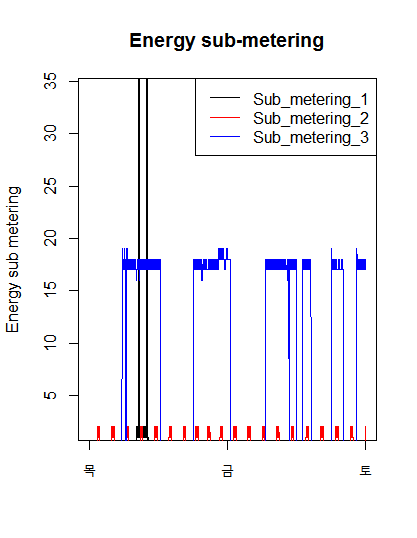 Energy sub-metering
Sub_metering_1
Sub_metering_2
Sub_metering_3
Energy sub metering
35
30
25
20
15
10
5
목 금 토